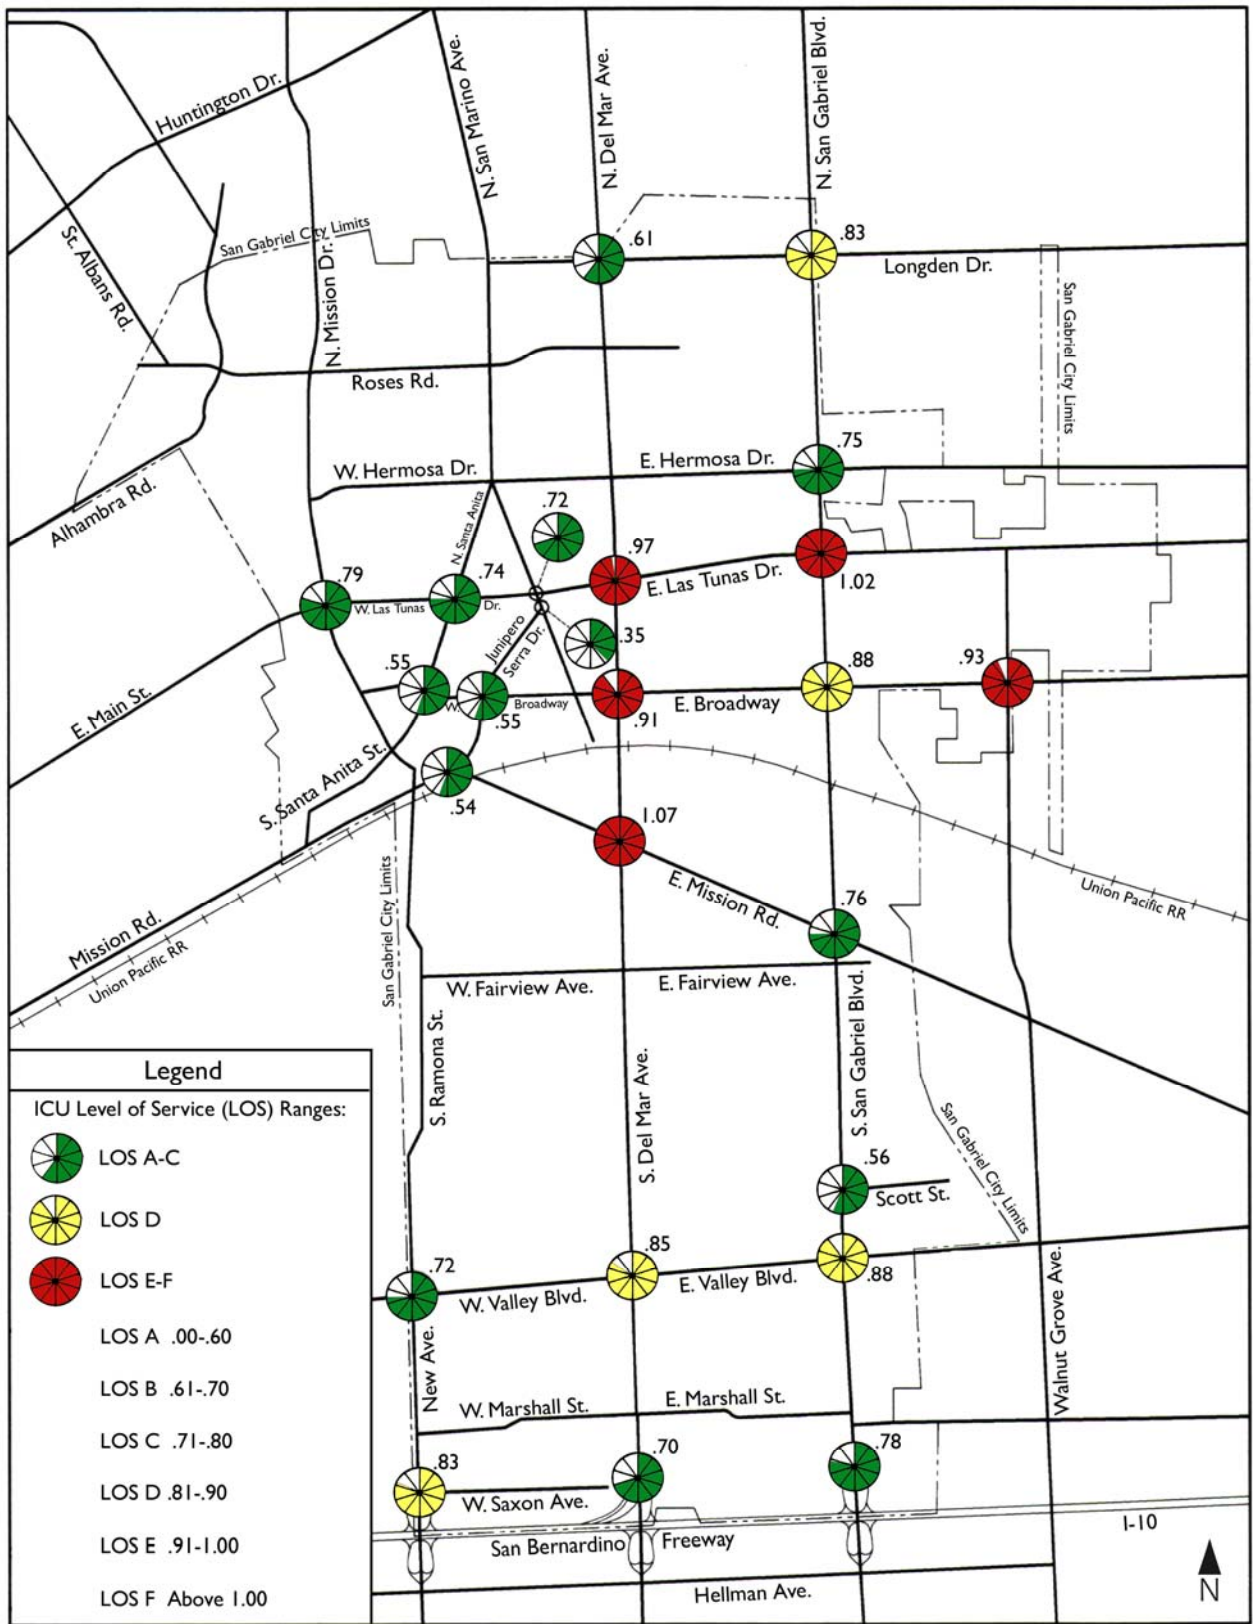 Huntington Dr.
N. San Marino Ave.
N. Del Mar Ave.
N. San Gabriel Blvd.
St. Albans Rd.
San Gabriel City Limits
N. Mission Dr.
.61
.83
Longden Dr.
San Gabriel City Limits
Roses Rd.
W. Hermosa Dr.
E. Hermosa Dr.
.75
Alhambra Rd.
N. Santa Anita
.72
.97
1.02
E. Las Tunas Dr.
.79
W. Las Tunas
.74
Dr.
Junipero
Serra Dr.
.35
.55
W.
.55
Broadway
.91
E. Broadway
.88
.93
E. Main St.
S. Santa Anita St.
.54
1.07
San Gabriel City Limits
E. Mission Rd.
.76
Union Pacific RR
Mission Rd.
Union Pacific RR
W. Fairview Ave.
E. Fairview Ave.
S. Ramona St.
S. Del Mar Ave.
S. San Gabriel Blvd.
San Gabriel City Limits
.56
Scott St.
.72
W. Valley Blvd.
.85
E. Valley Blvd.
.88
New Ave.
Walnut Grove Ave.
W. Marshall St.
E. Marshall St.
.83
W. Saxon Ave.
.70
.78
San Bernardino Freeway
I-10
Hellman Ave.
N
Legend
ICU Level of Service (LOS) Ranges:
LOS A-C
LOS D
LOS E-F
LOS A .00-.60
LOS B .61-.70
LOS C .71-.80
LOS D .81-.90
LOS E .91-1.00
LOS F Above 1.00